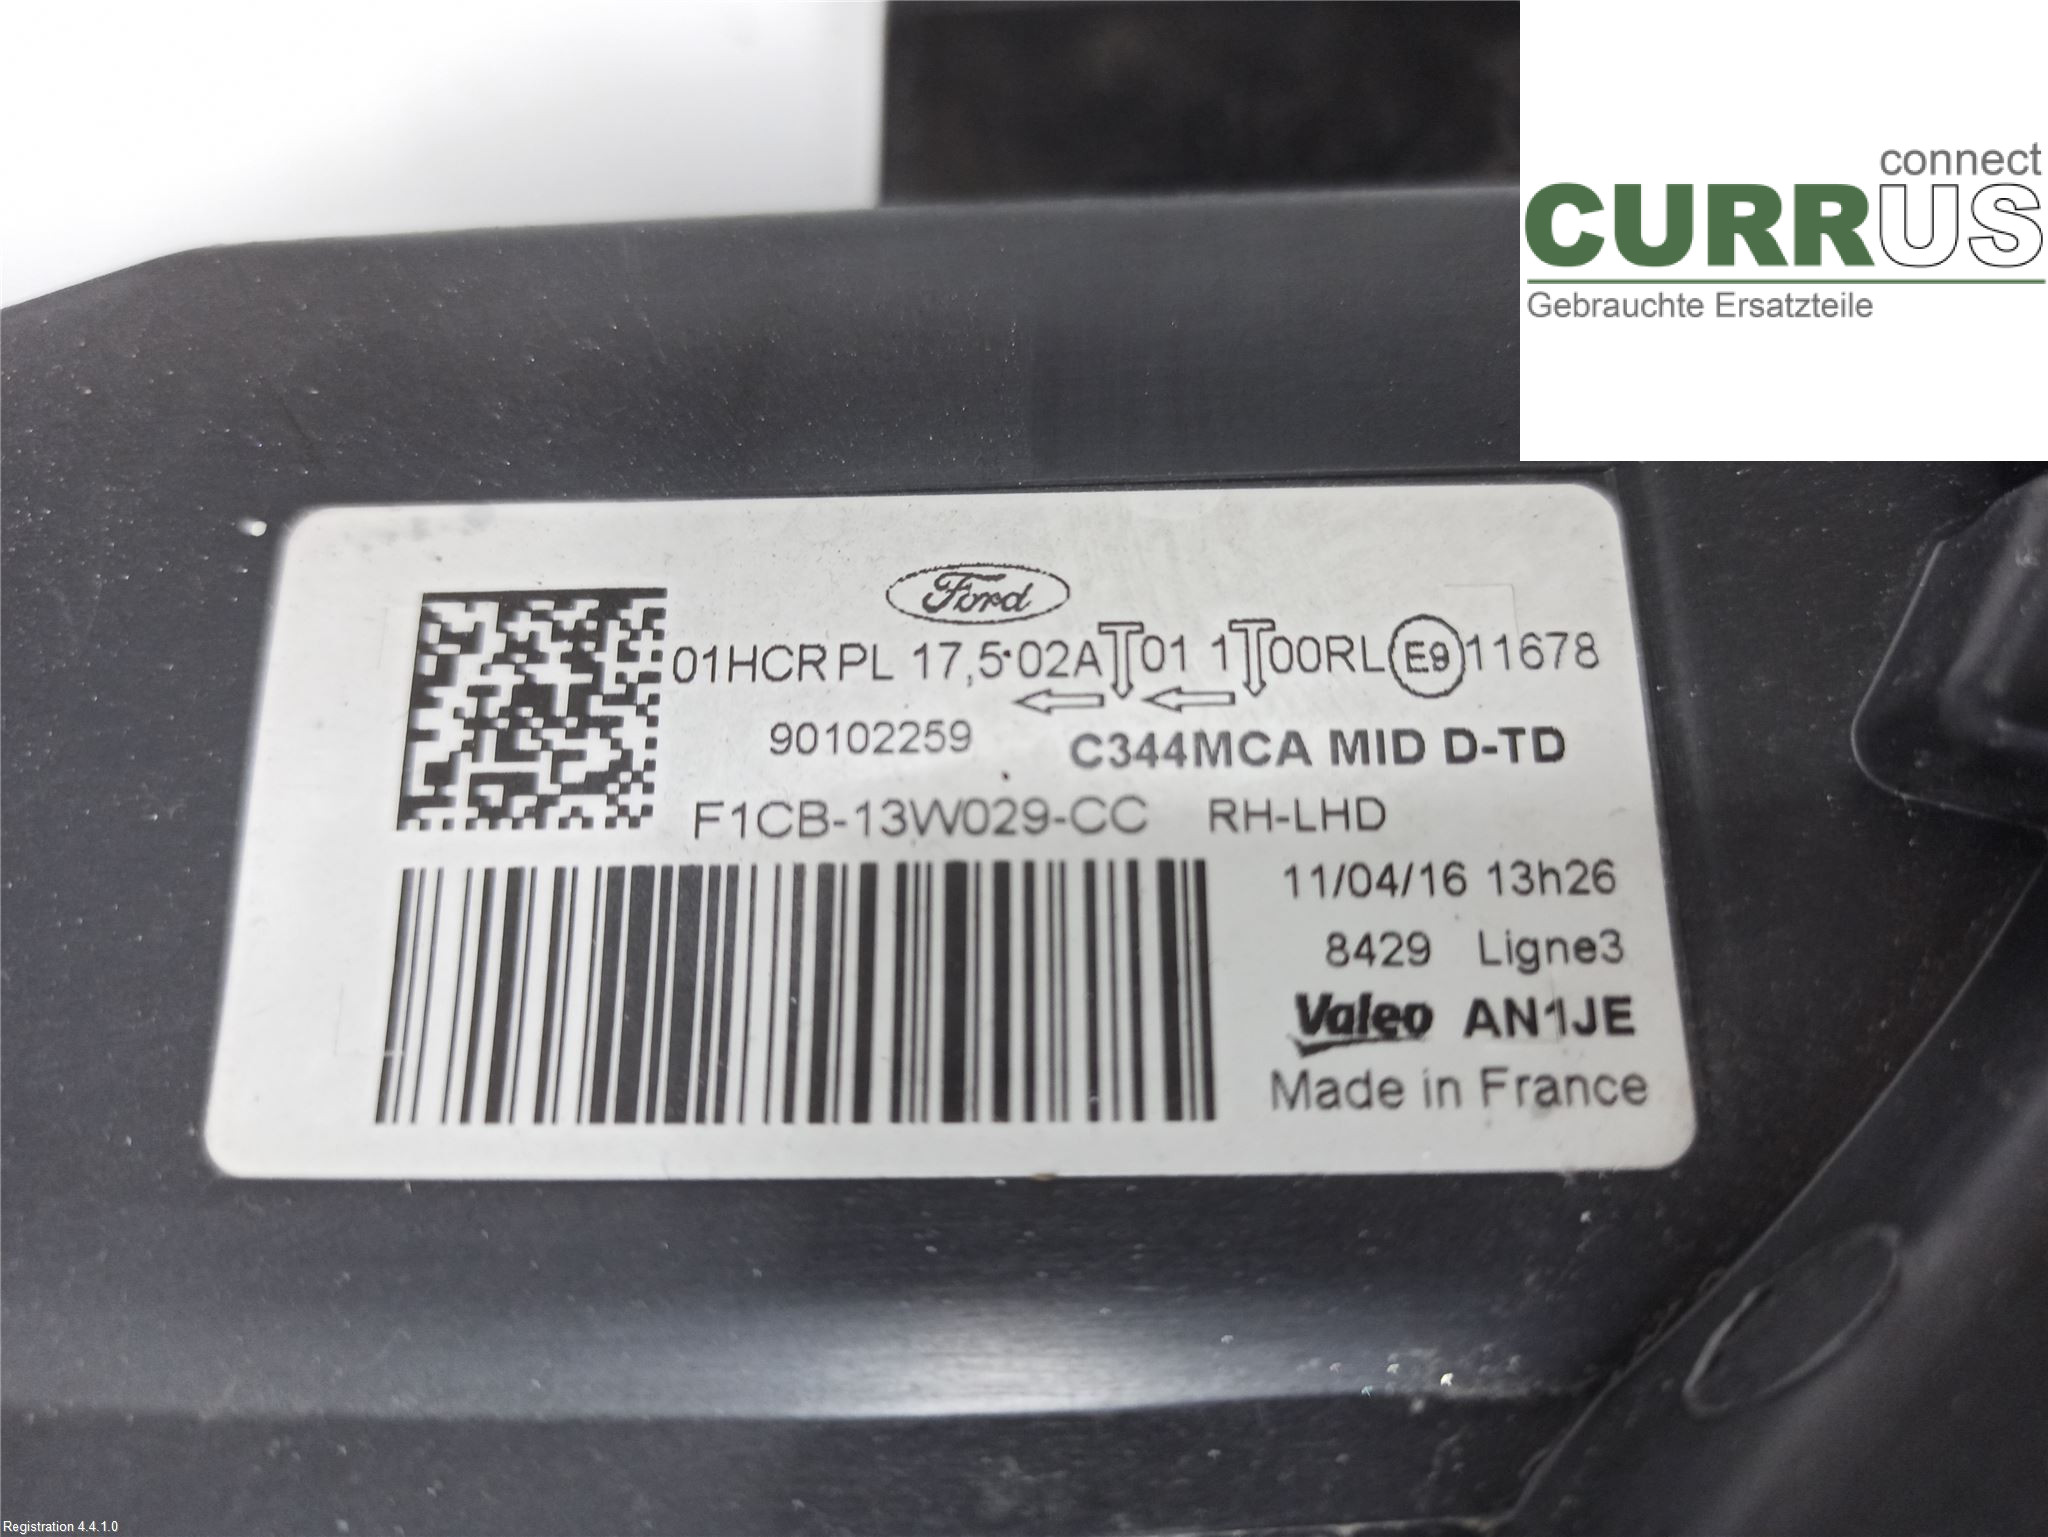 connect
CURRUS
Gebrauchte Ersatzteile
Ford
01HCR PL 17,5 02A 01 1 00RL E9 11678
90102259 C344MCA MID D-TD
F1CB-13W029-CC RH-LHD
11/04/16 13h26
8429 Ligne3
Valeo AN1JE
Made in France
Registration 4.4.1.0